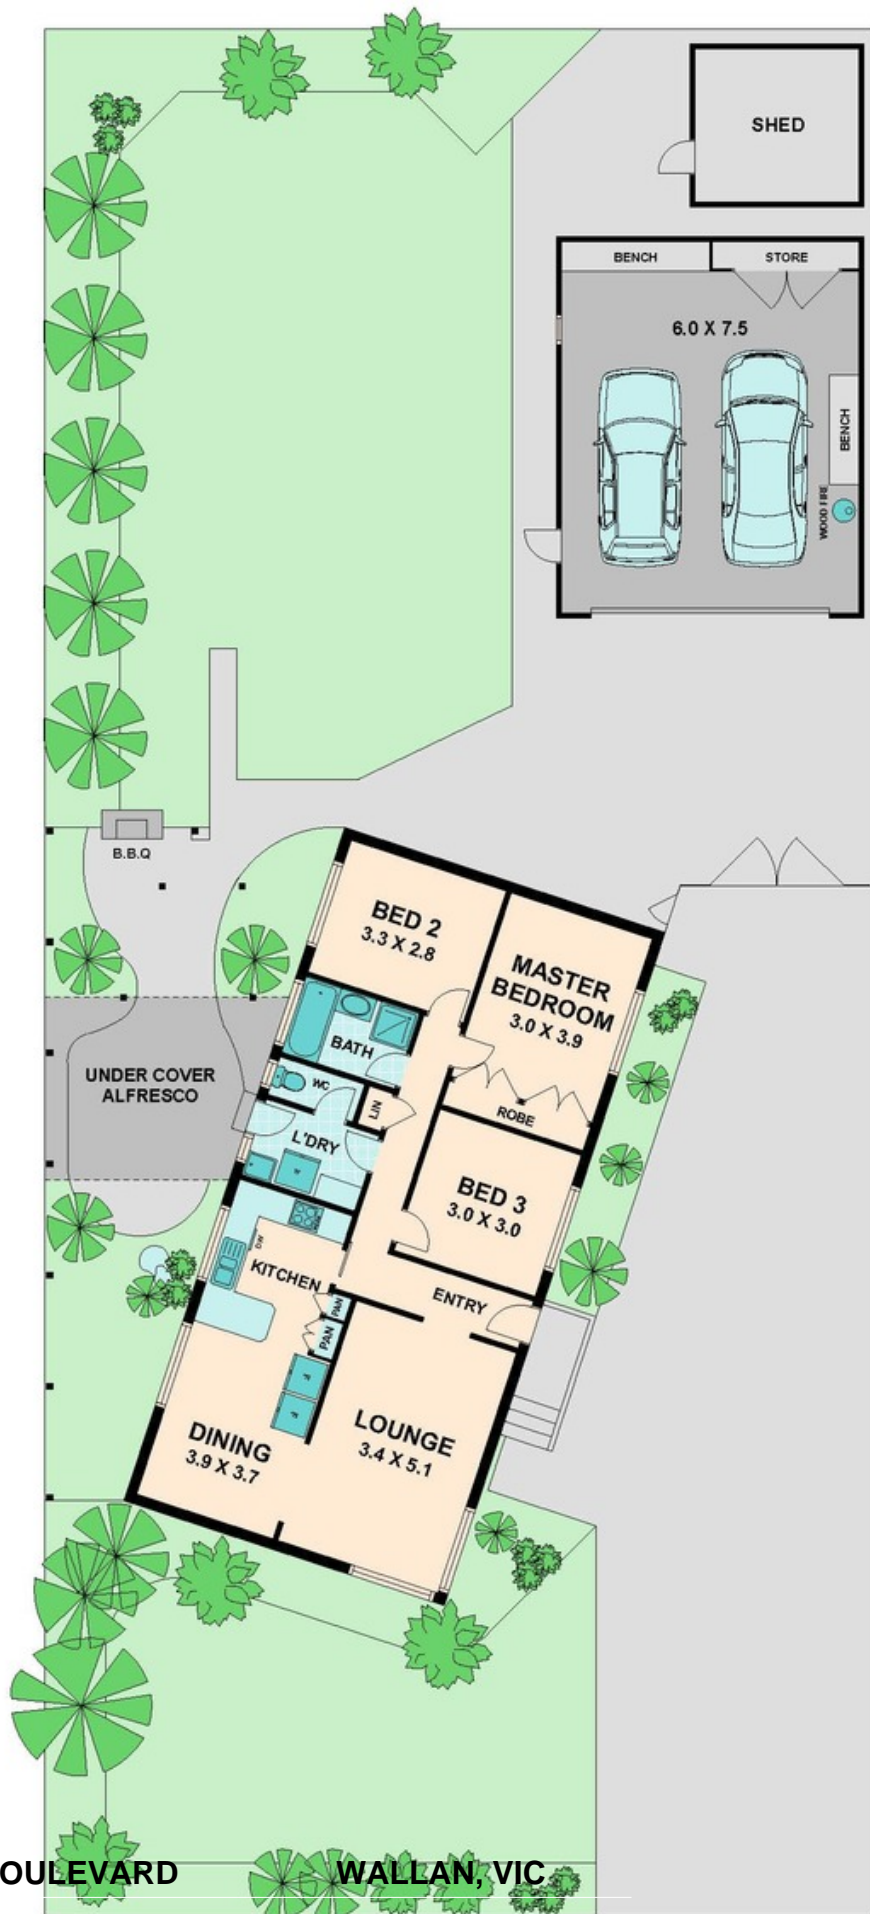 SHED
BENCH
STORE
6.0 X 7.5
BENCH
WOOD FIRE
B.B.Q
BED 2
3.3 X 2.8
MASTER
BEDROOM
3.0 X 3.9
BATH
UNDER COVER
ALFRESCO
WC
LIN
ROBE
L'DRY
BED 3
3.0 X 3.0
DW
KITCHEN
PAN
ENTRY
PAN
F
F
LOUNGE
3.4 X 5.1
DINING
3.9 X 3.7
OULEVARD WALLAN, VIC